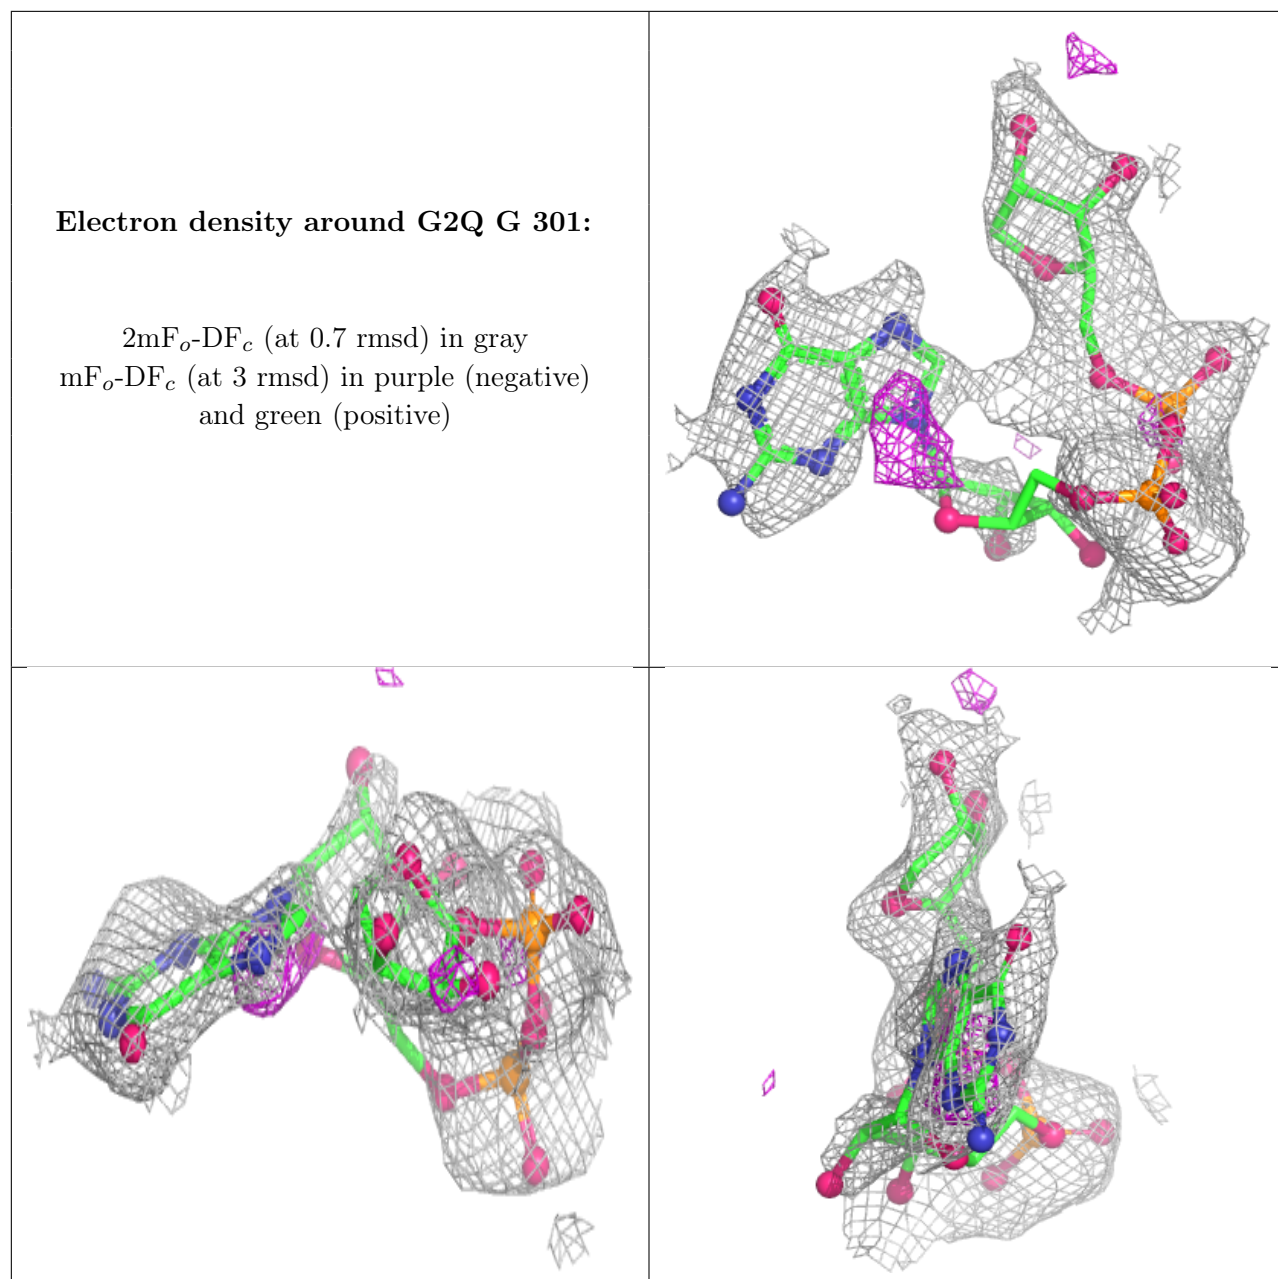 Electron density around G2Q G 301:
2mFₒ-DF𝒸 (at 0.7 rmsd) in gray
mFₒ-DF𝒸 (at 3 rmsd) in purple (negative)
and green (positive)